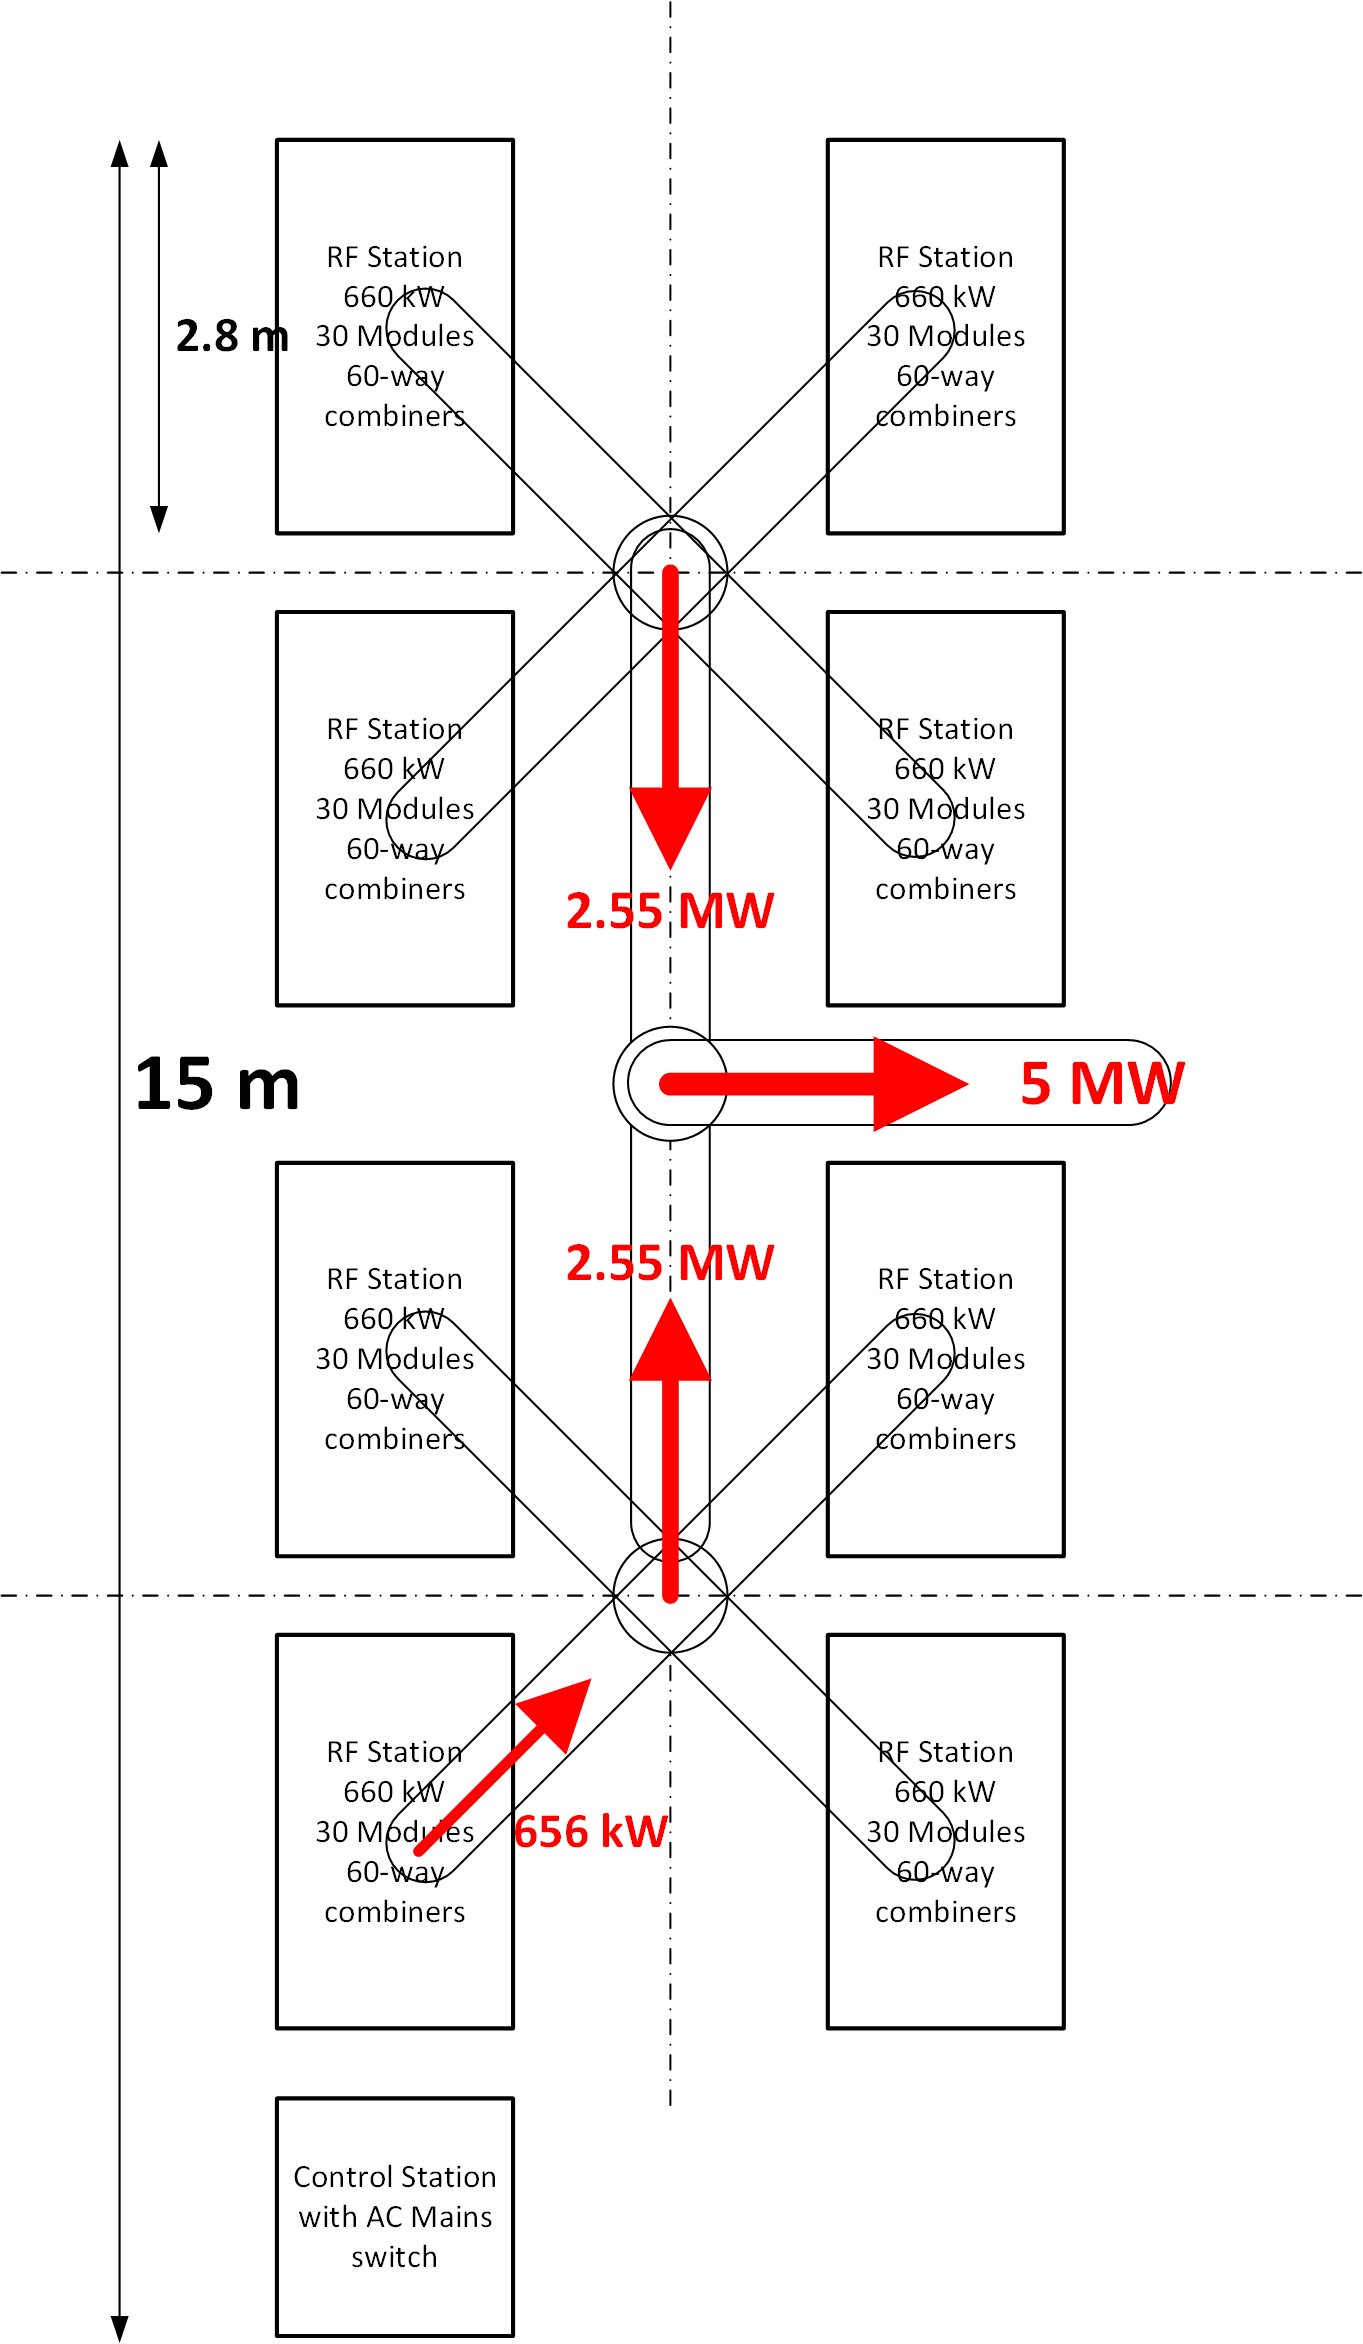 RF Station
660 kW
30 Modules
60-way
combiners
RF Station
660 kW
30 Modules
60-way
combiners
2.8 m
RF Station
660 kW
30 Modules
60-way
combiners
RF Station
660 kW
30 Modules
60-way
combiners
2.55 MW
15 m
5 MW
2.55 MW
RF Station
660 kW
30 Modules
60-way
combiners
RF Station
660 kW
30 Modules
60-way
combiners
RF Station
660 kW
30 Modules
60-way
combiners
656 kW
RF Station
660 kW
30 Modules
60-way
combiners
Control Station
with AC Mains
switch